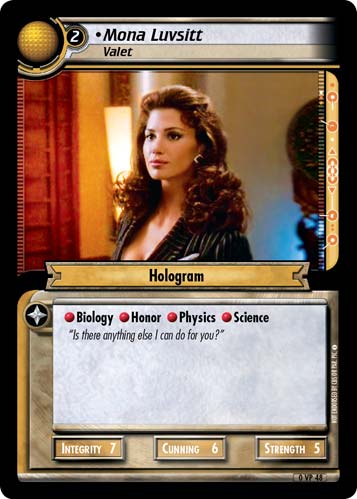 2
•Mona Luvsitt
Valet
Hologram
•Biology •Honor •Physics •Science
"Is there anything else I can do for you?"
INTEGRITY 7 CUNNING 6 STRENGTH 5
0 VP 48